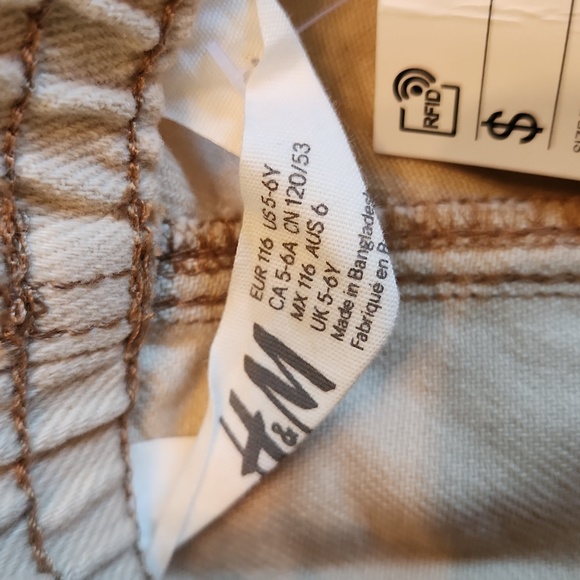 RFID
$
EUR 116 US 5-6Y
CA 5-6A CN 120/53
MX 116 AUS 6
UK 5-6Y
Made in Bangladesh
Fabriqué en
H&M